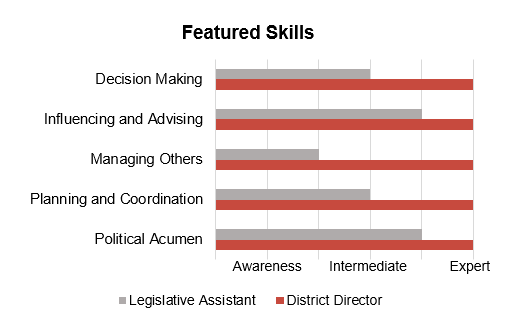 Featured Skills
Decision Making
Influencing and Advising
Managing Others
Planning and Coordination
Political Acumen
Awareness Intermediate Expert
Legislative Assistant District Director